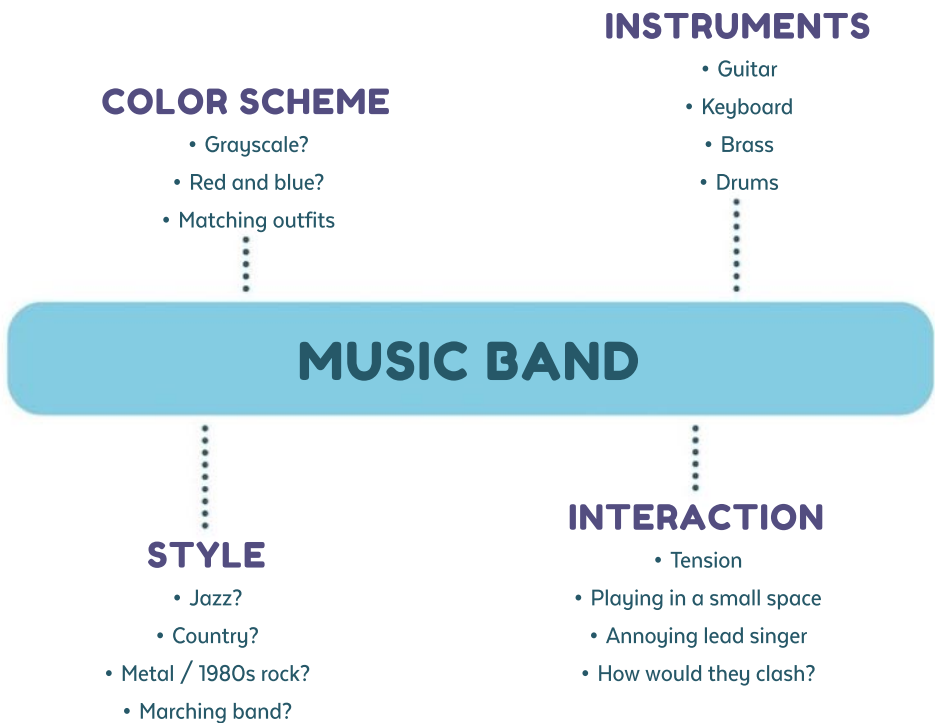 COLOR SCHEME
• Grayscale?
• Red and blue?
• Matching outfits
INSTRUMENTS
• Guitar
• Keyboard
• Brass
• Drums
MUSIC BAND
STYLE
• Jazz?
• Country?
• Metal / 1980s rock?
• Marching band?
INTERACTION
• Tension
• Playing in a small space
• Annoying lead singer
• How would they clash?